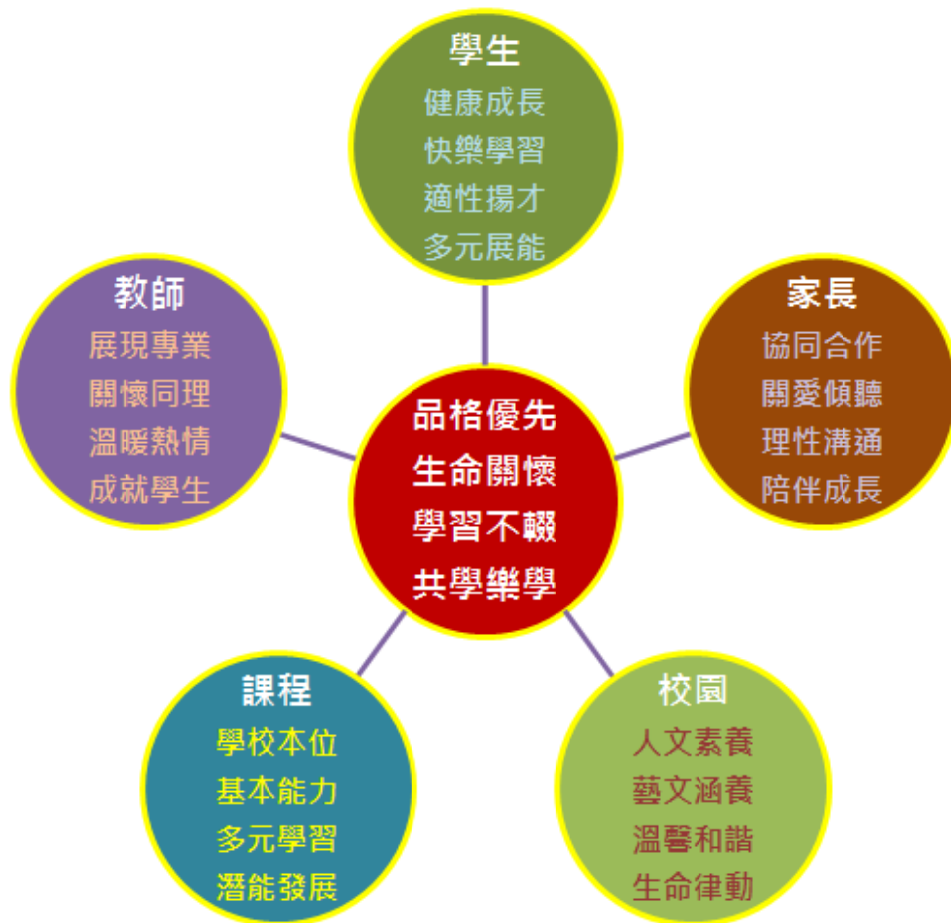 學生
健康成長
快樂學習
適性揚才
多元展能
教師
展現專業
關懷同理
溫暖熱情
成就學生
家長
協同合作
關愛傾聽
理性溝通
陪伴成長
品格優先
生命關懷
學習不輟
共學樂學
課程
學校本位
基本能力
多元學習
潛能發展
校園
人文素養
藝文涵養
溫馨和諧
生命律動